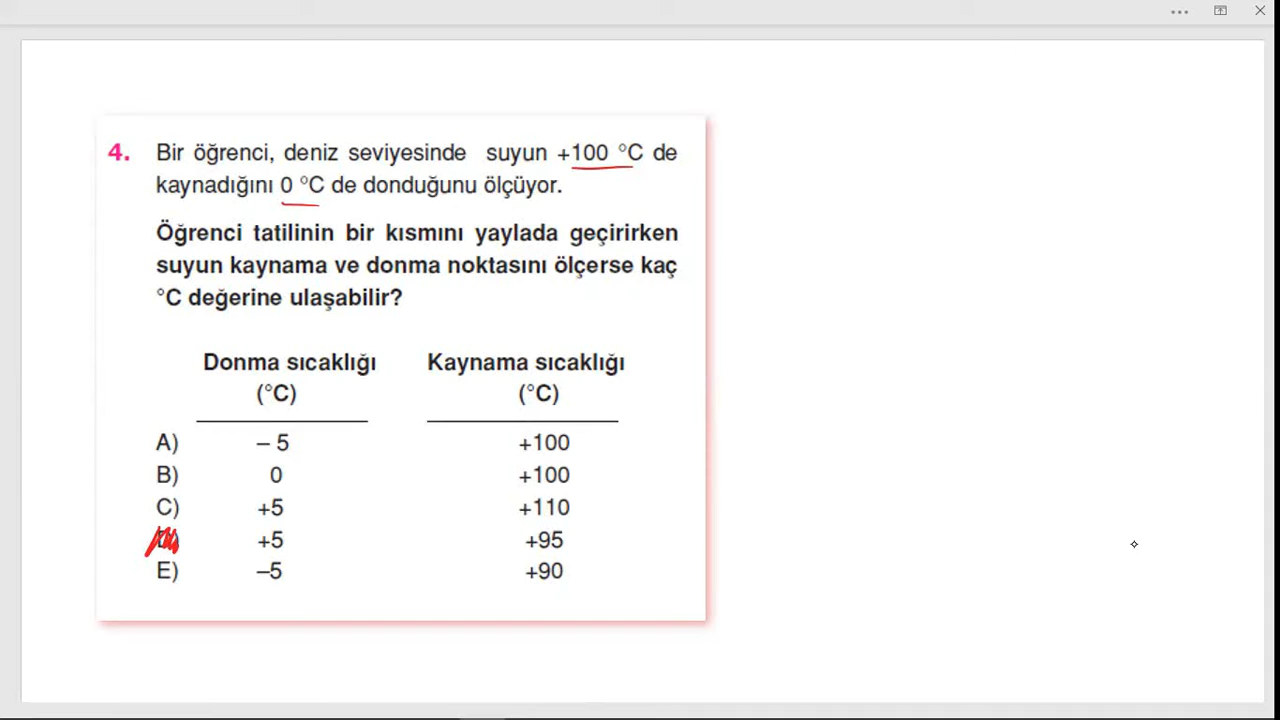 4. Bir öğrenci, deniz seviyesinde suyun +100 °C de
kaynadığını 0 °C de donduğunu ölçüyor.
Öğrenci tatilinin bir kısmını yaylada geçirirken
suyun kaynama ve donma noktasını ölçerse kaç
°C değerine ulaşabilir?
Donma sıcaklığı Kaynama sıcaklığı
(°C) (°C)
A) – 5 +100
B) 0 +100
C) +5 +110
+5 +95
E) –5 +90